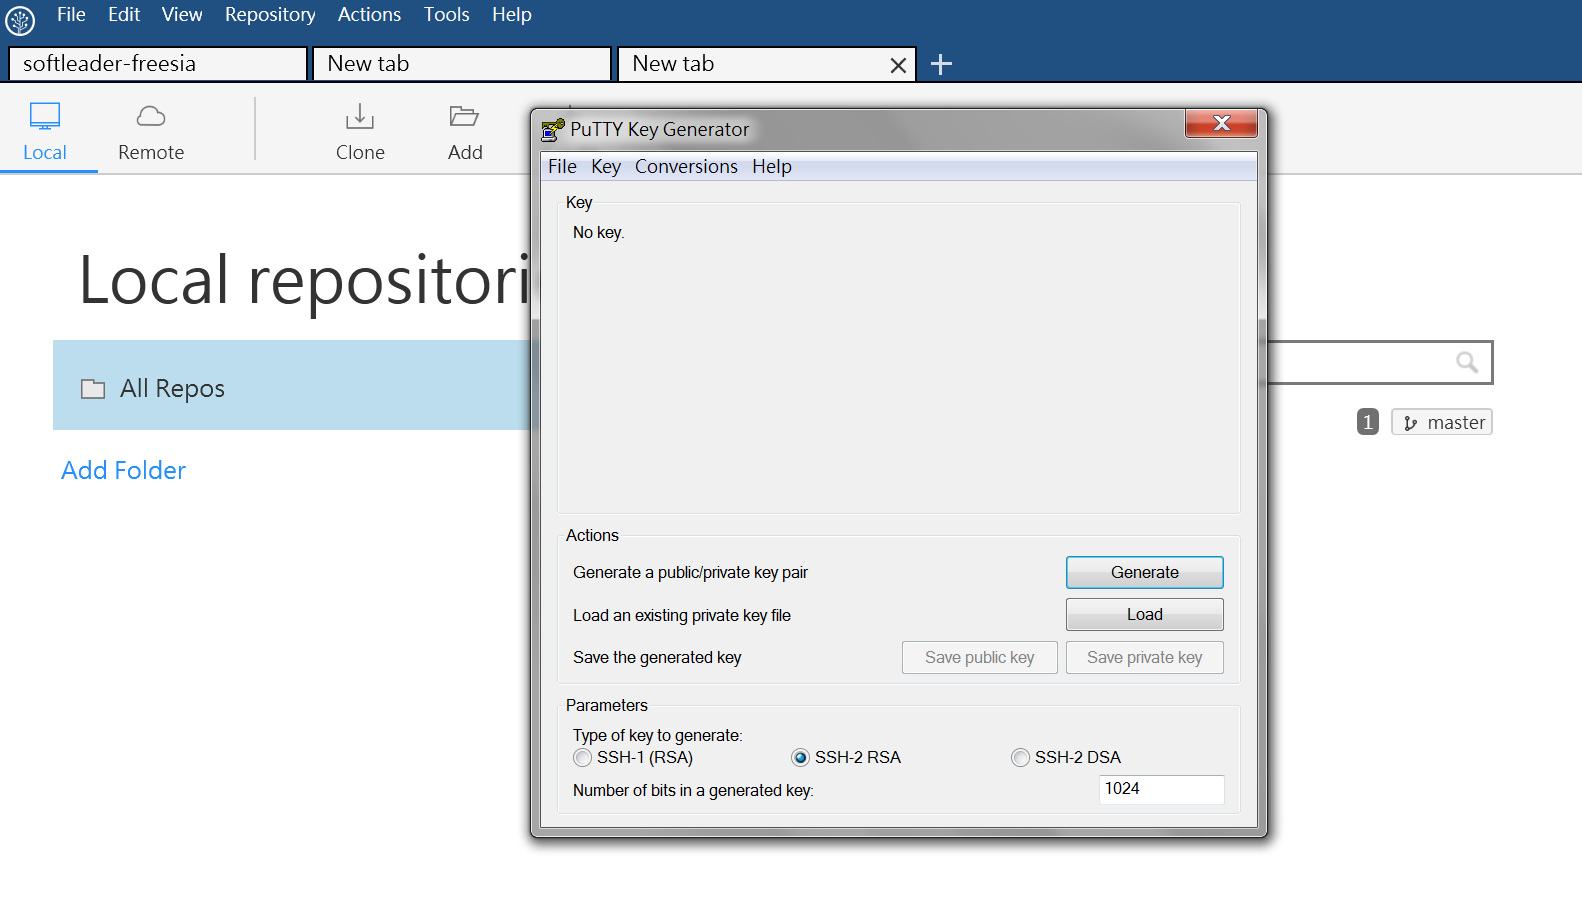 File Edit View Repository Actions Tools Help
softleader-freesia New tab New tab
Local Remote Clone Add
PuTTY Key Generator
File Key Conversions Help
Key
No key.
Local repositori
All Repos
1 master
Add Folder
Actions
Generate a public/private key pair Generate
Load an existing private key file Load
Save the generated key Save public key Save private key
Parameters
Type of key to generate:
SSH-1 (RSA) SSH-2 RSA SSH-2 DSA
Number of bits in a generated key: 1024